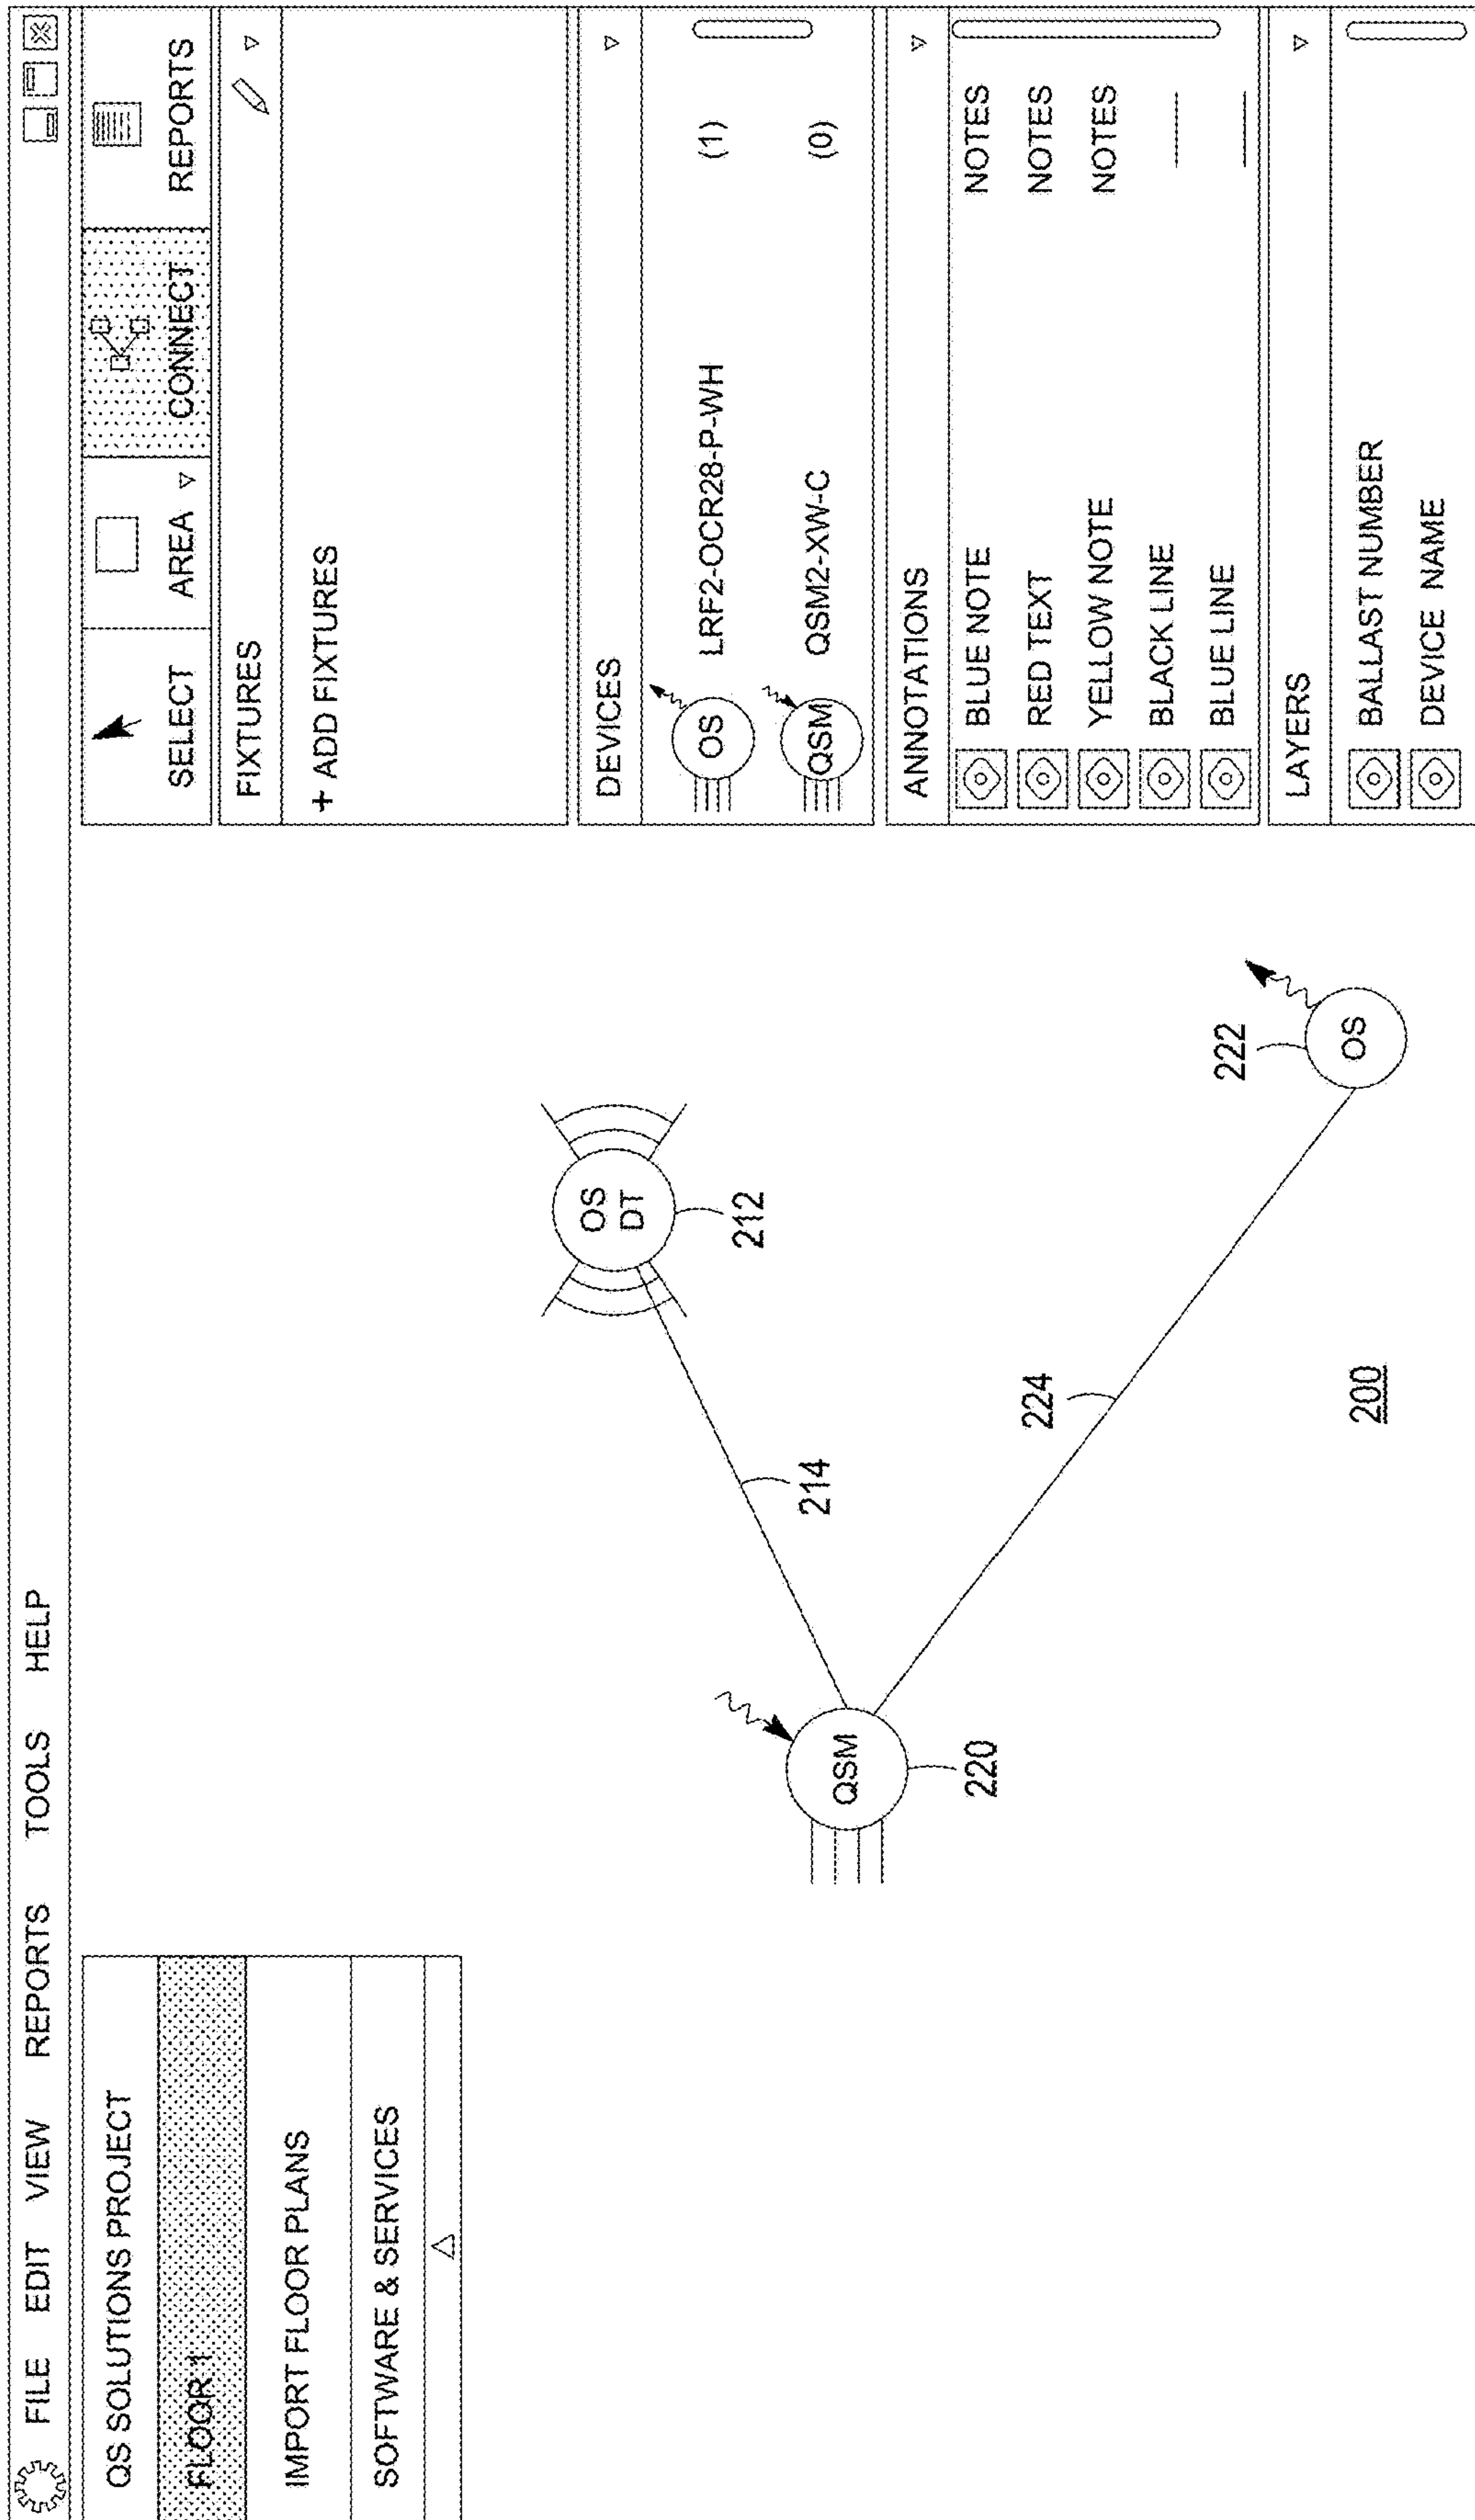 FILE EDIT VIEW REPORTS TOOLS HELP
QS SOLUTIONS PROJECT
FLOOR 1
IMPORT FLOOR PLANS
SOFTWARE & SERVICES
QSM
220
214
OS
DT
212
224
OS
222
200
SELECT AREA CONNECT REPORTS
FIXTURES
+ ADD FIXTURES
DEVICES
OS LRF2-OCR28-P-WH (1)
QSM QSM2-XW-C (0)
ANNOTATIONS
BLUE NOTE NOTES
RED TEXT NOTES
YELLOW NOTE NOTES
BLACK LINE
BLUE LINE
LAYERS
BALLAST NUMBER
DEVICE NAME